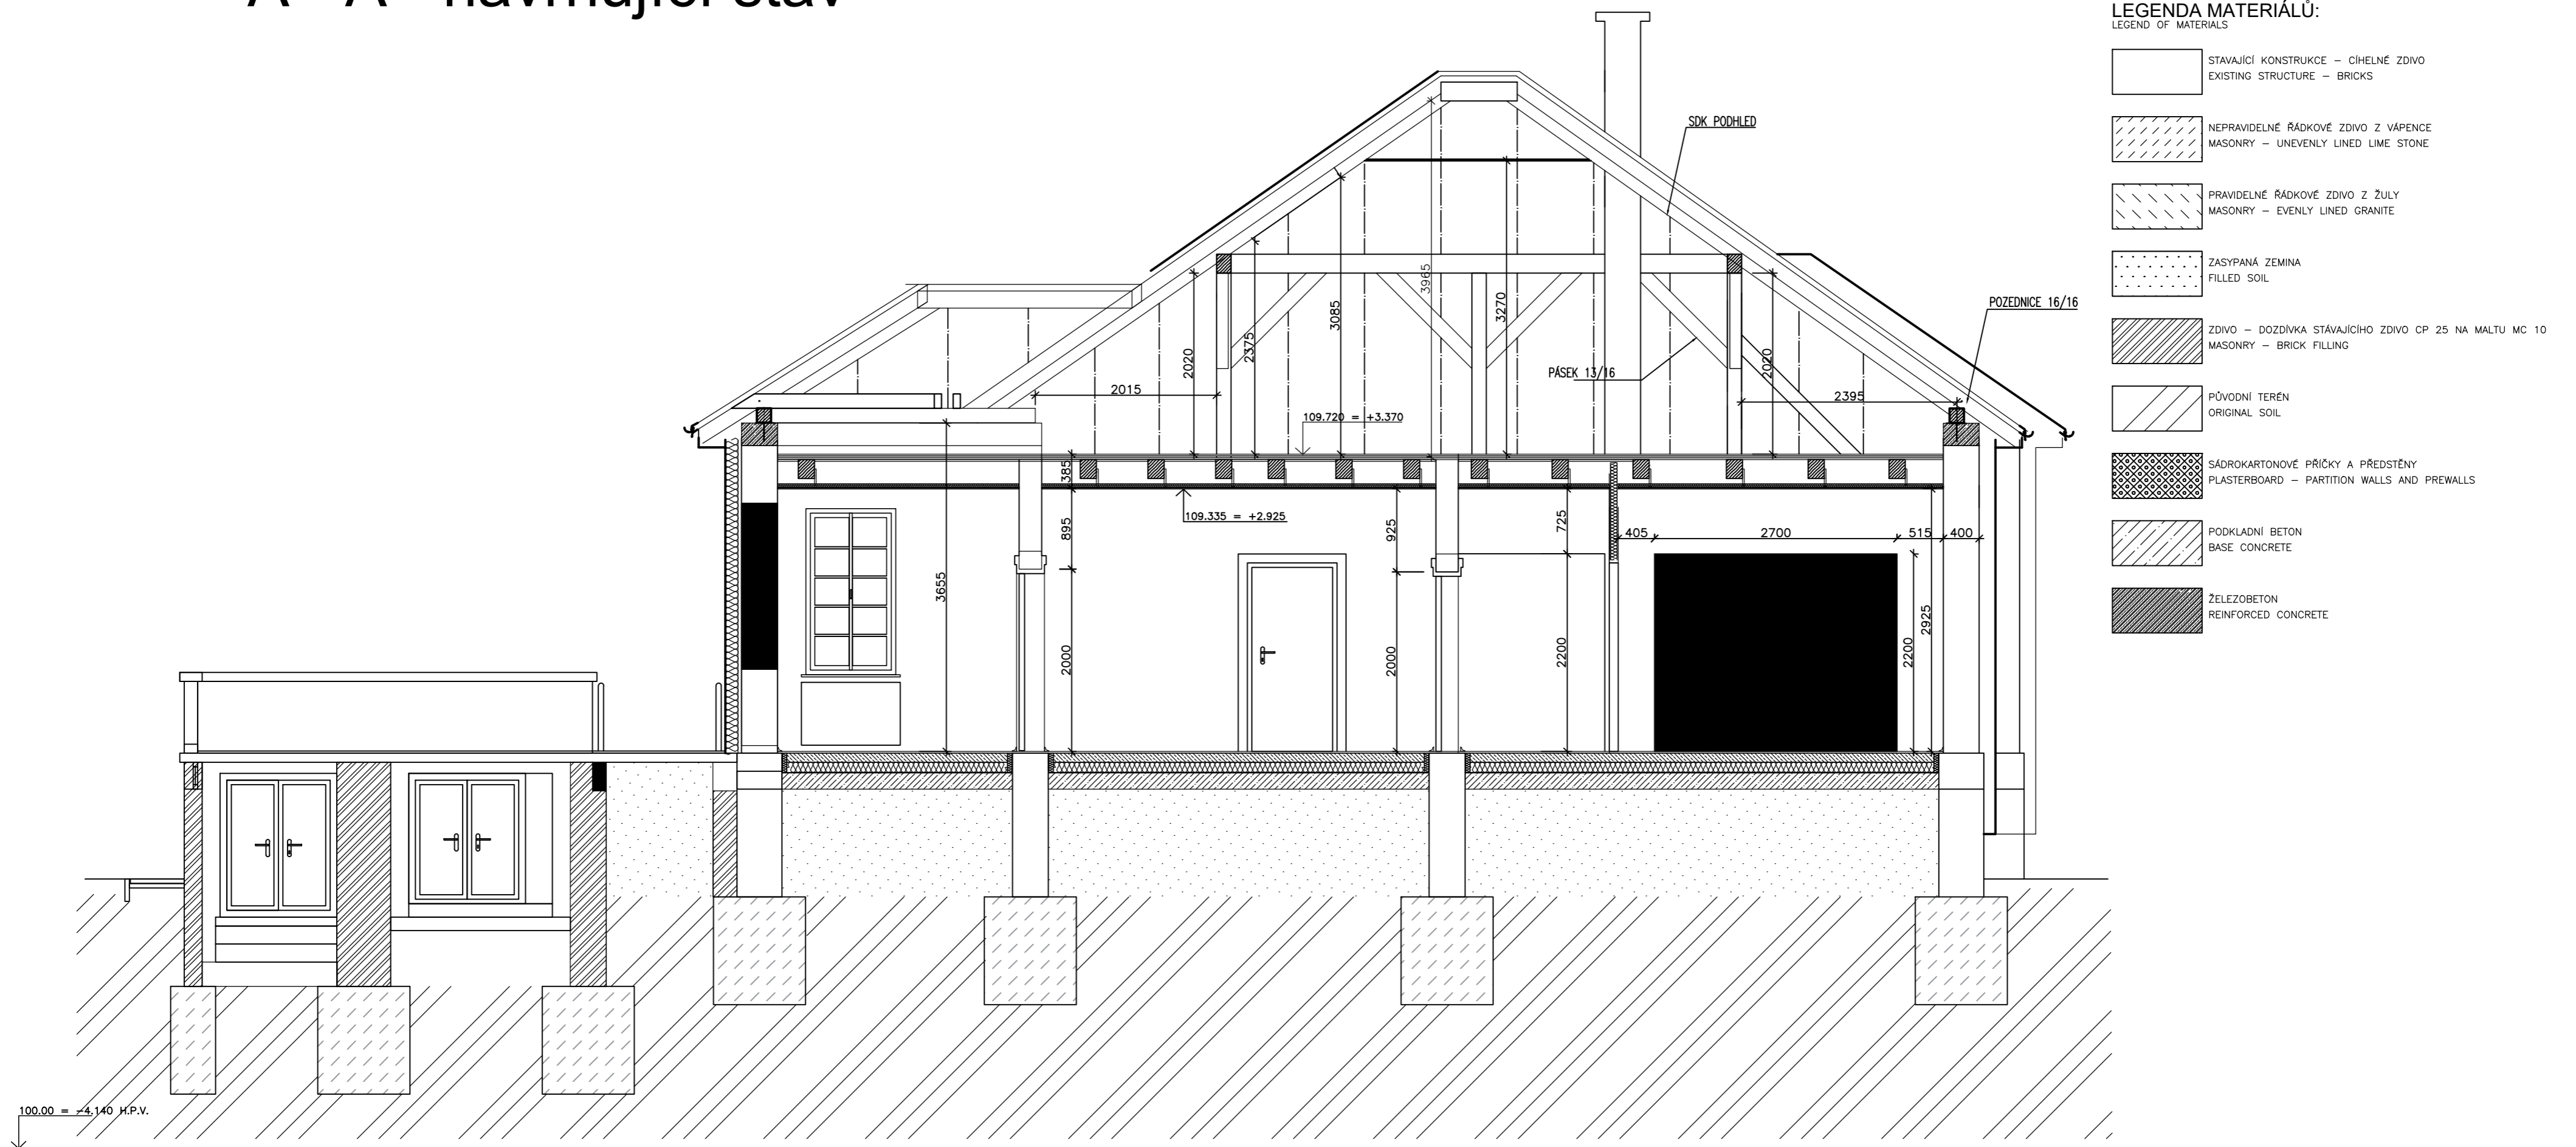 A - A - navrhující stav
LEGENDA MATERIÁLŮ:
LEGEND OF MATERIALS
STAVAJÍCÍ KONSTRUKCE – CÍHELNÉ ZDIVO
EXISTING STRUCTURE – BRICKS
NEPRAVIDELNÉ ŘÁDKOVÉ ZDIVO Z VÁPENCE
MASONRY – UNEVENLY LINED LIME STONE
PRAVIDELNÉ ŘÁDKOVÉ ZDIVO Z ŽULY
MASONRY – EVENLY LINED GRANITE
ZASYPANÁ ZEMINA
FILLED SOIL
ZDIVO – DOZDÍVKA STÁVAJÍCÍHO ZDIVO CP 25 NA MALTU MC 10
MASONRY – BRICK FILLING
PŮVODNÍ TERÉN
ORIGINAL SOIL
SÁDROKARTONOVÉ PŘÍČKY A PŘEDSTĚNY
PLASTERBOARD – PARTITION WALLS AND PREWALLS
PODKLADNÍ BETON
BASE CONCRETE
ŽELEZOBETON
REINFORCED CONCRETE
SDK PODHLED
POZEDNICE 16/16
PÁSEK 13/16
3965
3085
3270
2375
2020
2020
2015
2395
109.720 = +3.370
385
109.335 = +2.925
895
925
725
405
2700
515
400
3655
2000
2000
2200
2200
2925
100.00 = -4.140 H.P.V.